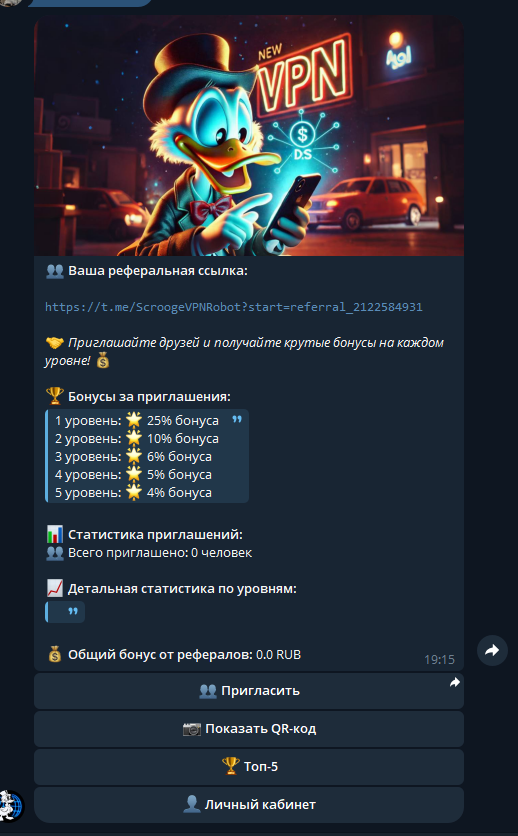 NEW
VPN
$
D.S
👥 Ваша реферальная ссылка:
https://t.me/ScroogeVPNRobot?start=referral_2122584931
🤝 Приглашайте друзей и получайте крутые бонусы на каждом
уровне! 💰
🏆 Бонусы за приглашения:
1 уровень: 🌟 25% бонуса
2 уровень: 🌟 10% бонуса
3 уровень: 🌟 6% бонуса
4 уровень: 🌟 5% бонуса
5 уровень: 🌟 4% бонуса
📊 Статистика приглашений:
👥 Всего приглашено: 0 человек
📈 Детальная статистика по уровням:
💰 Общий бонус от рефералов: 0.0 RUB
19:15
👥 Пригласить
📷 Показать QR-код
🏆 Топ-5
👤 Личный кабинет